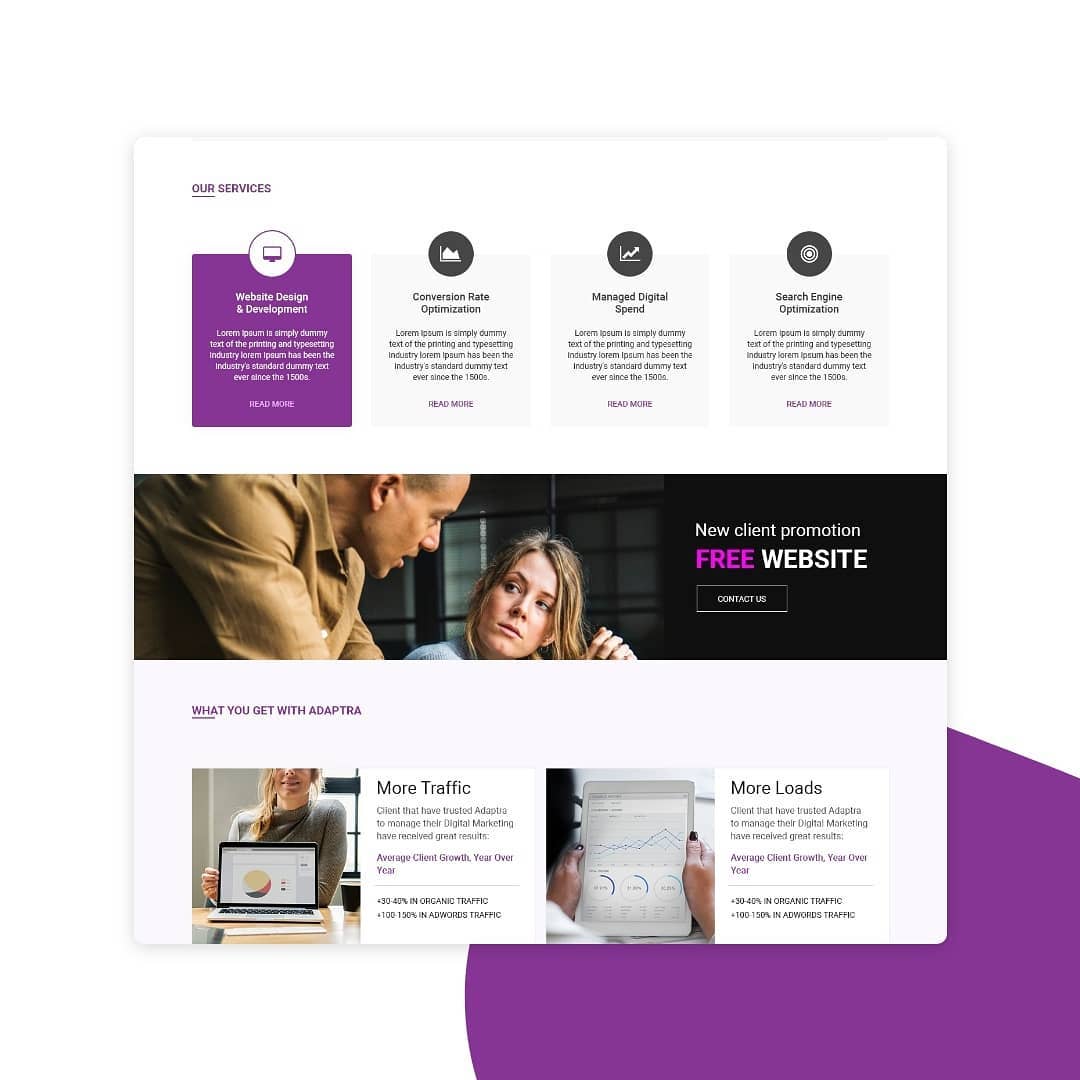 OUR SERVICES
Website Design
& Development
Lorem Ipsum is simply dummy
text of the printing and typesetting
industry lorem Ipsum has been the
industry's standard dummy text
ever since the 1500s.
READ MORE
Conversion Rate
Optimization
Lorem Ipsum is simply dummy
text of the printing and typesetting
industry lorem Ipsum has been the
industry's standard dummy text
ever since the 1500s.
READ MORE
Managed Digital
Spend
Lorem Ipsum is simply dummy
text of the printing and typesetting
industry lorem Ipsum has been the
industry's standard dummy text
ever since the 1500s.
READ MORE
Search Engine
Optimization
Lorem Ipsum is simply dummy
text of the printing and typesetting
industry lorem Ipsum has been the
industry's standard dummy text
ever since the 1500s.
READ MORE
New client promotion
FREE WEBSITE
CONTACT US
WHAT YOU GET WITH ADAPTRA
More Traffic
Client that have trusted Adaptra
to manage their Digital Marketing
have received great results:
Average Client Growth, Year Over
Year
+30-40% IN ORGANIC TRAFFIC
+100-150% IN ADWORDS TRAFFIC
More Loads
Client that have trusted Adaptra
to manage their Digital Marketing
have received great results:
Average Client Growth, Year Over
Year
+30-40% IN ORGANIC TRAFFIC
+100-150% IN ADWORDS TRAFFIC